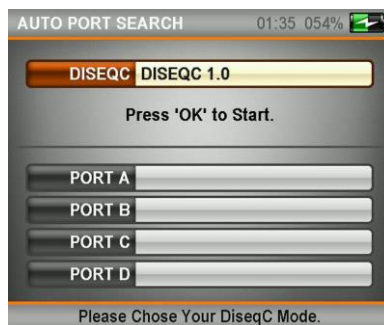 AUTO PORT SEARCH 01:35 054%
DISEQC DISEQC 1.0
Press 'OK' to Start.
PORT A
PORT B
PORT C
PORT D
Please Chose Your DiseqC Mode.